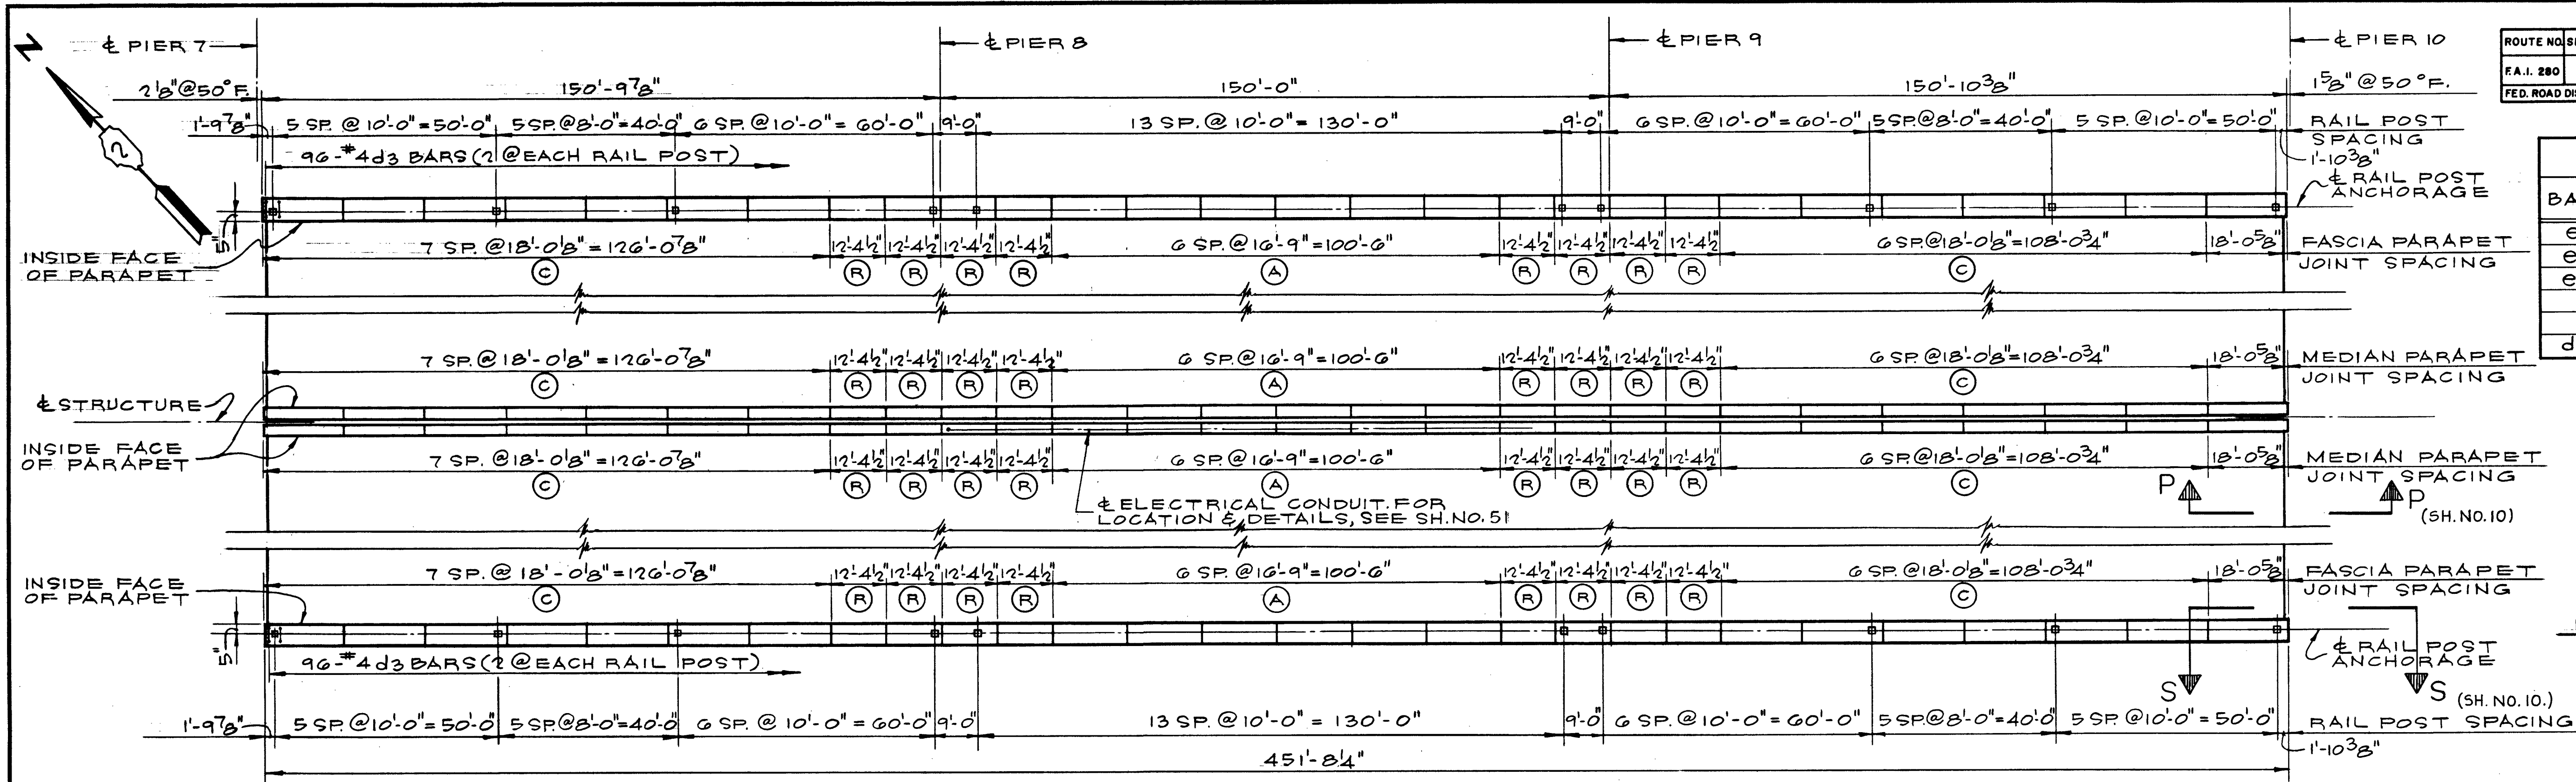 ℄ PIER 7
℄ PIER 8
℄ PIER 9
℄ PIER 10
ROUTE NO.
F.A.I. 280
FED. ROAD DIS
N
2
2⅛" @ 50° F.
150'-9⅞"
150'-0"
150'-10⅜"
1⅝" @ 50° F.
1'-9⅞"
5 SP. @ 10'-0" = 50'-0"
5 SP. @ 8'-0" = 40'-0"
6 SP. @ 10'-0" = 60'-0"
9'-0"
13 SP. @ 10'-0" = 130'-0"
9'-0"
6 SP. @ 10'-0" = 60'-0"
5 SP. @ 8'-0" = 40'-0"
5 SP. @ 10'-0" = 50'-0"
RAIL POST
SPACING
1'-10⅜"
96-#4 d3 BARS (2 @ EACH RAIL POST)
℄ RAIL POST
ANCHORAGE
BA
e
e
e
d
5"
INSIDE FACE
OF PARAPET
7 SP. @ 18'-0⅛" = 126'-0⅞"
12'-4½" 12'-4½" 12'-4½" 12'-4½"
6 SP. @ 16'-9" = 100'-6"
12'-4½" 12'-4½" 12'-4½" 12'-4½"
6 SP. @ 18'-0⅛" = 108'-0¾"
18'-0⅝"
FASCIA PARAPET
JOINT SPACING
C R R R R A R R R R C
7 SP. @ 18'-0⅛" = 126'-0⅞"
12'-4½" 12'-4½" 12'-4½" 12'-4½"
6 SP. @ 16'-9" = 100'-6"
12'-4½" 12'-4½" 12'-4½" 12'-4½"
6 SP. @ 18'-0⅛" = 108'-0¾"
18'-0⅝"
MEDIAN PARAPET
JOINT SPACING
C R R R R A R R R R C
℄ STRUCTURE
INSIDE FACE
OF PARAPET
7 SP. @ 18'-0⅛" = 126'-0⅞"
12'-4½" 12'-4½" 12'-4½" 12'-4½"
6 SP. @ 16'-9" = 100'-6"
12'-4½" 12'-4½" 12'-4½" 12'-4½"
6 SP. @ 18'-0⅛" = 108'-0¾"
18'-0⅝"
MEDIAN PARAPET
JOINT SPACING
C R R R R A R R R R C
P P
(SH. NO. 10)
℄ ELECTRICAL CONDUIT. FOR
LOCATION & DETAILS, SEE SH. NO. 51
INSIDE FACE
OF PARAPET
7 SP. @ 18'-0⅛" = 126'-0⅞"
12'-4½" 12'-4½" 12'-4½" 12'-4½"
6 SP. @ 16'-9" = 100'-6"
12'-4½" 12'-4½" 12'-4½" 12'-4½"
6 SP. @ 18'-0⅛" = 108'-0¾"
18'-0⅝
FASCIA PARAPET
JOINT SPACING
C R R R R A R R R R C
5"
96-#4 d3 BARS (2 @ EACH RAIL POST)
℄ RAIL POST
ANCHORAGE
S S
(SH. NO. 10.)
1'-9⅞"
5 SP. @ 10'-0" = 50'-0"
5 SP. @ 8'-0" = 40'-0"
6 SP. @ 10'-0" = 60'-0"
9'-0"
13 SP. @ 10'-0" = 130'-0"
9'-0"
6 SP. @ 10'-0" = 60'-0"
5 SP. @ 8'-0" = 40'-0"
5 SP. @ 10'-0" = 50'-0"
RAIL POST SPACING
1'-10⅜"
451'-8¼"